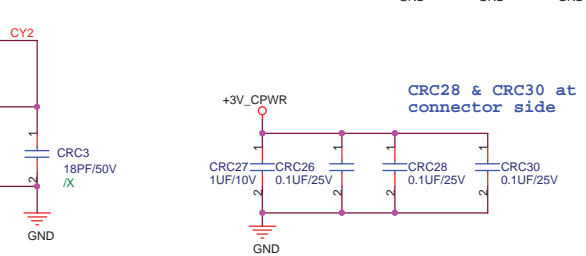 CY2
+3V_CPWR
CRC28 & CRC30 at
connector side
1
2
CRC3
18PF/50V
/X
GND
1
2
CRC27
1UF/10V
1
2
CRC26
0.1UF/25V
1
2
CRC28
0.1UF/25V
1
2
CRC30
0.1UF/25V
GND